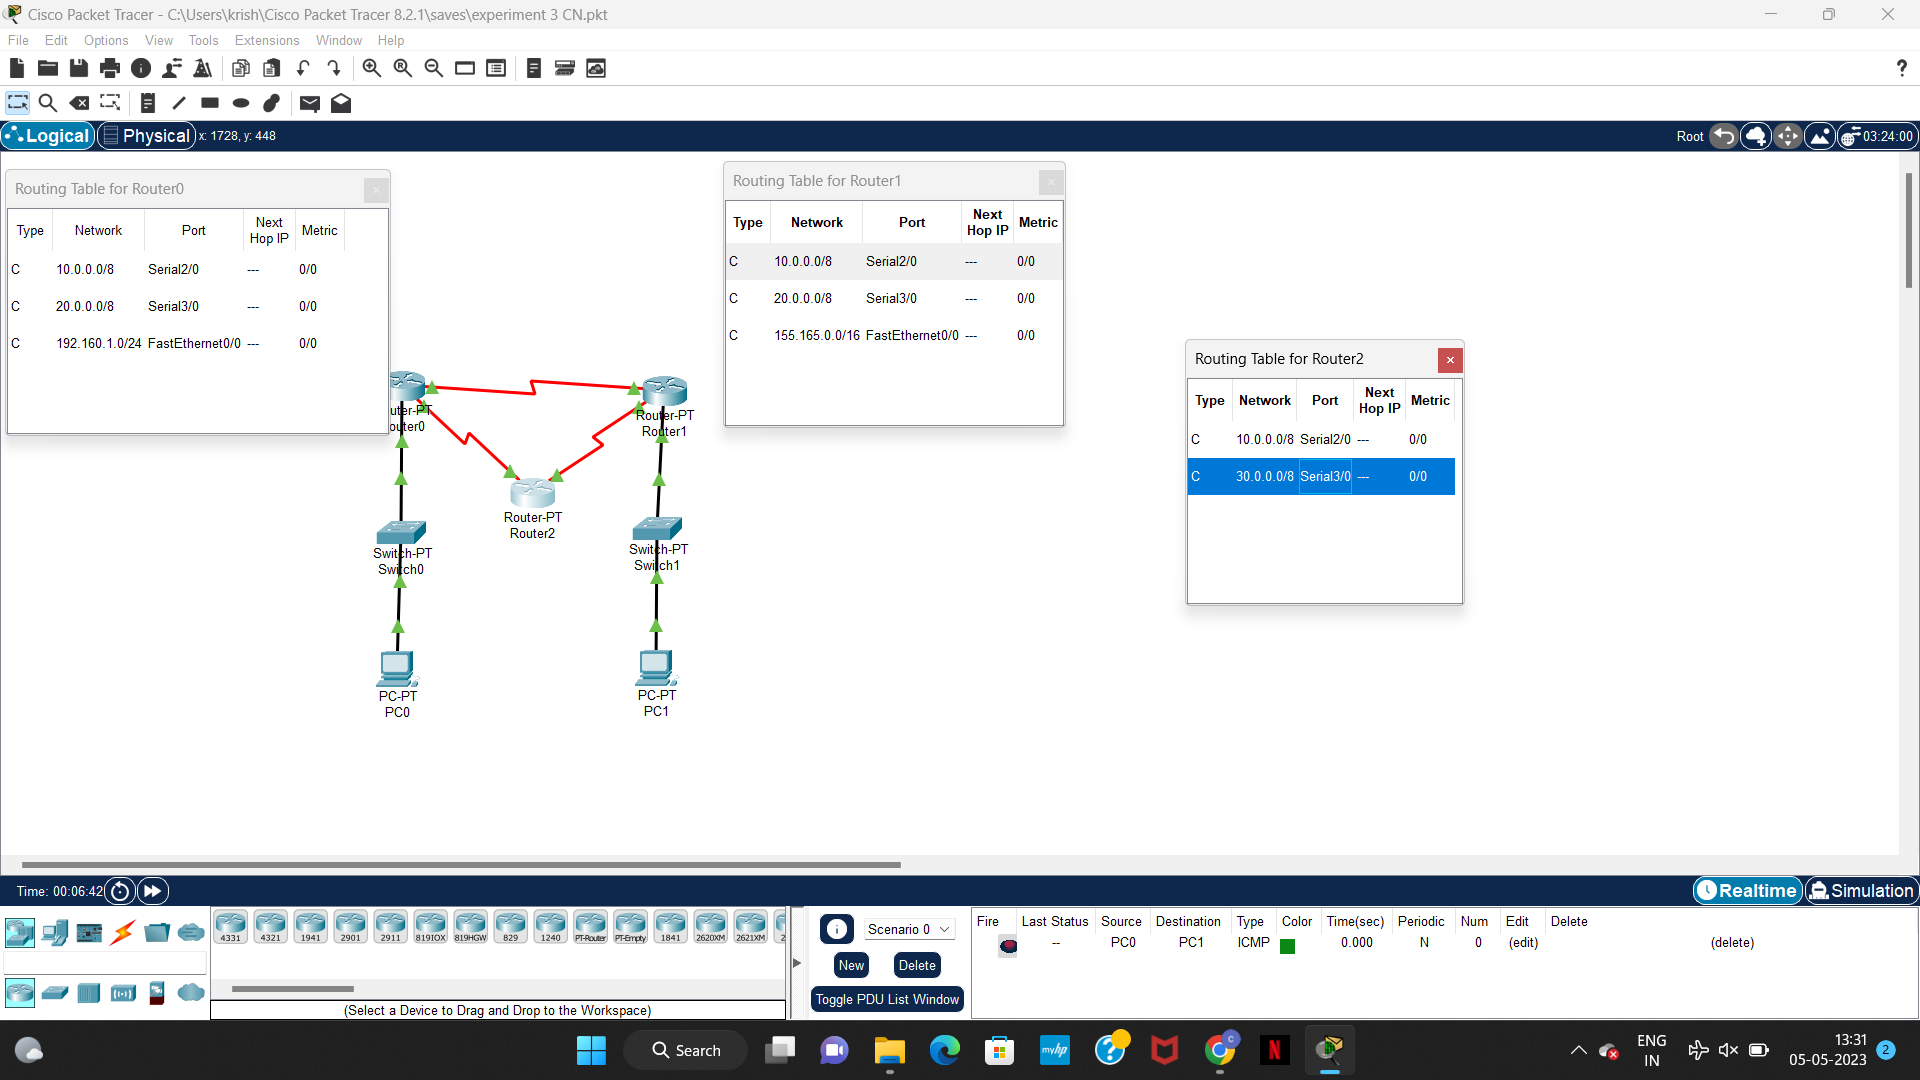 Cisco Packet Tracer - C:\Users\krish\Cisco Packet Tracer 8.2.1\saves\experiment 3 CN.pkt
File Edit Options View Tools Extensions Window Help
?
Logical Physical x: 1728, y: 448 Root 03:24:00
Routing Table for Router0
Type Network Port Next Hop IP Metric
C 10.0.0.0/8 Serial2/0 --- 0/0
C 20.0.0.0/8 Serial3/0 --- 0/0
C 192.160.1.0/24 FastEthernet0/0 --- 0/0
Routing Table for Router1
Type Network Port Next Hop IP Metric
C 10.0.0.0/8 Serial2/0 --- 0/0
C 20.0.0.0/8 Serial3/0 --- 0/0
C 155.165.0.0/16 FastEthernet0/0 --- 0/0
Routing Table for Router2
Type Network Port Next Hop IP Metric
C 10.0.0.0/8 Serial2/0 --- 0/0
C 30.0.0.0/8 Serial3/0 --- 0/0
uter-PT
outer0
Router-PT
Router1
Router-PT
Router2
Switch-PT
Switch0
Switch-PT
Switch1
PC-PT
PC0
PC-PT
PC1
Time: 00:06:42 Realtime Simulation
4331 4321 1941 2901 2911 819IOX 819HGW 829 1240 PT-Router PT-Empty 1841 2620XM 2621XM 2
(Select a Device to Drag and Drop to the Workspace)
Scenario 0
New Delete
Toggle PDU List Window
Fire Last Status Source Destination Type Color Time(sec) Periodic Num Edit Delete
-- PC0 PC1 ICMP 0.000 N 0 (edit) (delete)
Search
myhp
N
C
ENG
IN
13:31
05-05-2023
2